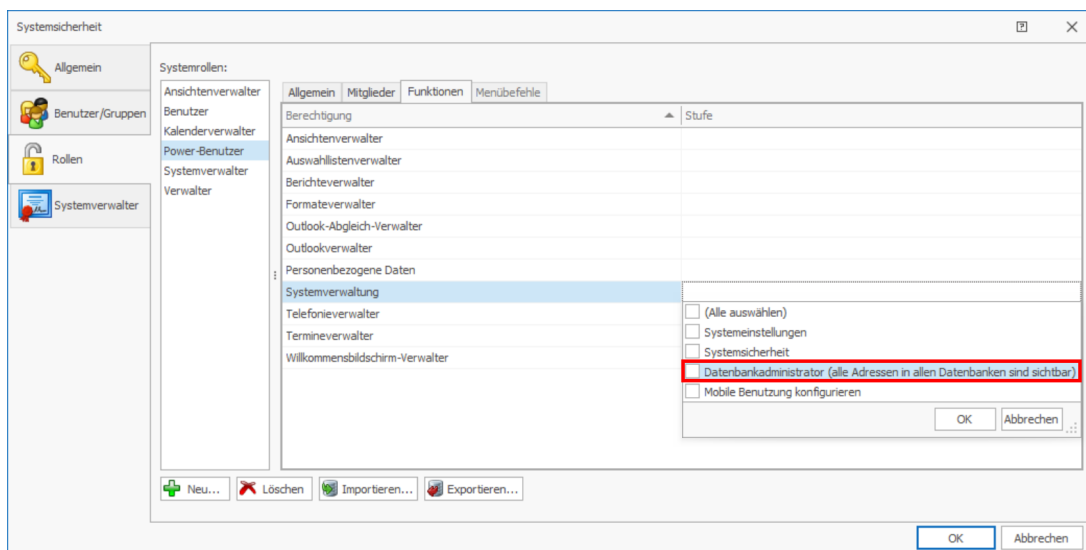 Systemsicherheit
Allgemein
Benutzer/Gruppen
Rollen
Systemverwalter
Systemrollen:
Ansichtenverwalter
Benutzer
Kalenderverwalter
Power-Benutzer
Systemverwalter
Verwalter
Allgemein Mitglieder Funktionen Menübefehle
Berechtigung Stufe
Ansichtenverwalter
Auswahllistenverwalter
Berichteverwalter
Formateverwalter
Outlook-Abgleich-Verwalter
Outlookverwalter
Personenbezogene Daten
Systemverwaltung
Telefonieverwalter
Termineverwalter
Willkommensbildschirm-Verwalter
(Alle auswählen)
Systemeinstellungen
Systemsicherheit
Datenbankadministrator (alle Adressen in allen Datenbanken sind sichtbar)
Mobile Benutzung konfigurieren
OK Abbrechen
Neu... Löschen Importieren... Exportieren...
OK Abbrechen